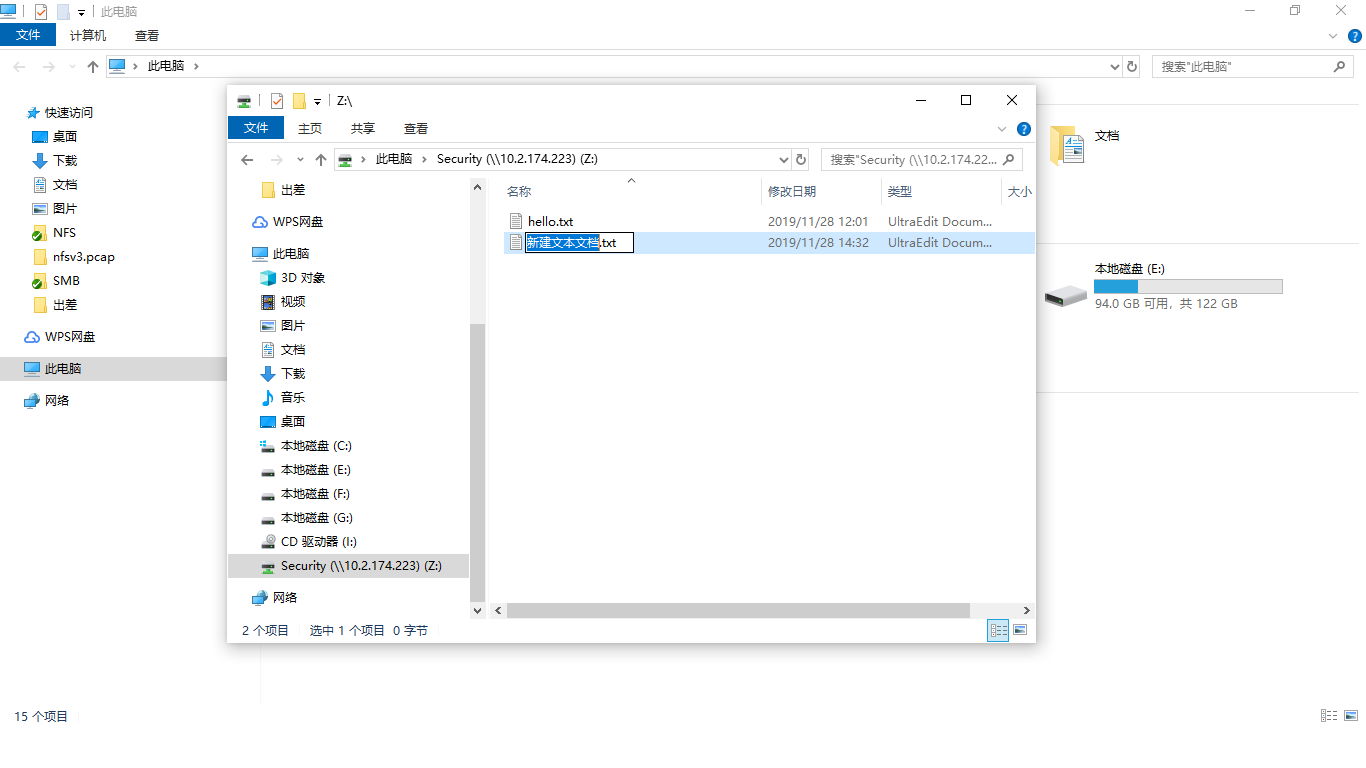 此电脑
文件 计算机 查看
此电脑
搜索"此电脑"
快速访问
桌面
下载
文档
图片
NFS
nfsv3.pcap
SMB
出差
WPS网盘
此电脑
网络
15 个项目
Z:\
文件 主页 共享 查看
此电脑 Security (\\10.2.174.223) (Z:)
搜索"Security (\\10.2.174.22...
出差
WPS网盘
此电脑
3D 对象
视频
图片
文档
下载
音乐
桌面
本地磁盘 (C:)
本地磁盘 (E:)
本地磁盘 (F:)
本地磁盘 (G:)
CD 驱动器 (I:)
Security (\\10.2.174.223) (Z:)
网络
名称 修改日期 类型 大小
hello.txt 2019/11/28 12:01 UltraEdit Docum...
新建文本文档.txt 2019/11/28 14:32 UltraEdit Docum...
2 个项目 选中 1 个项目 0 字节
文档
本地磁盘 (E:)
94.0 GB 可用，共 122 GB